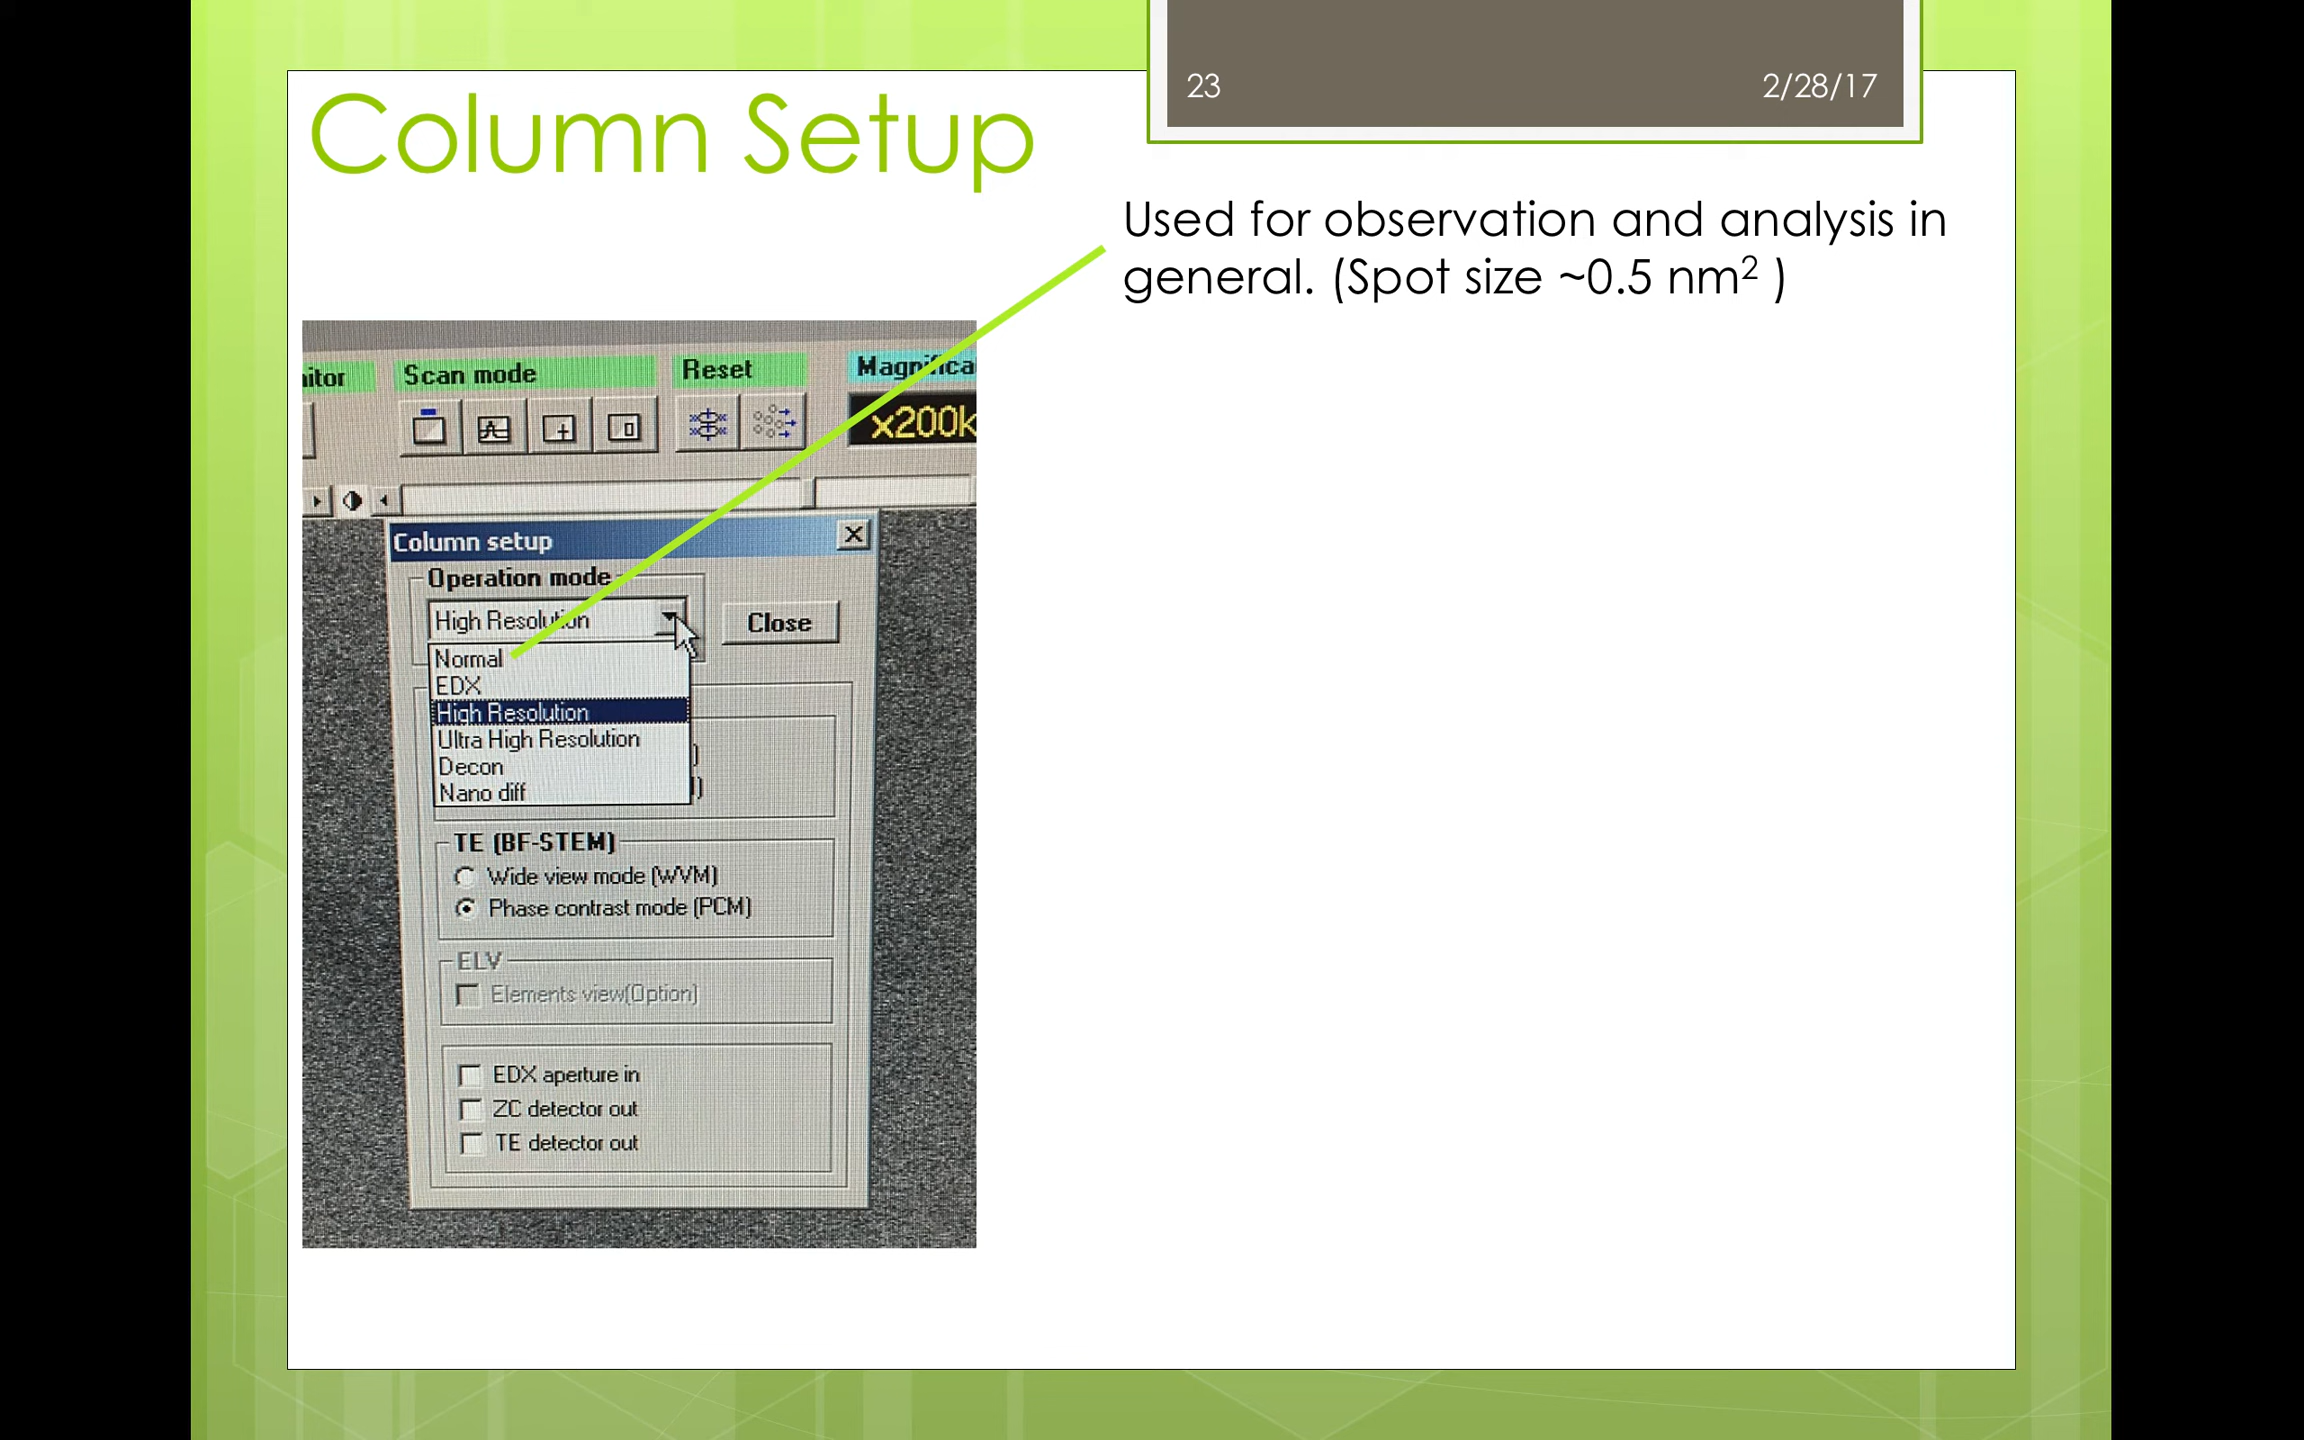 23
2/28/17
Column Setup
Used for observation and analysis in
general. (Spot size ~0.5 nm² )
itor
Scan mode
Reset
Magnifica
x200k
Column setup
Operation mode
High Resolution
Close
Normal
EDX
High Resolution
Ultra High Resolution
Decon
Nano diff
TE (BF-STEM)
Wide view mode (WVM)
Phase contrast mode (PCM)
ELV
Elements view(Option)
EDX aperture in
ZC detector out
TE detector out